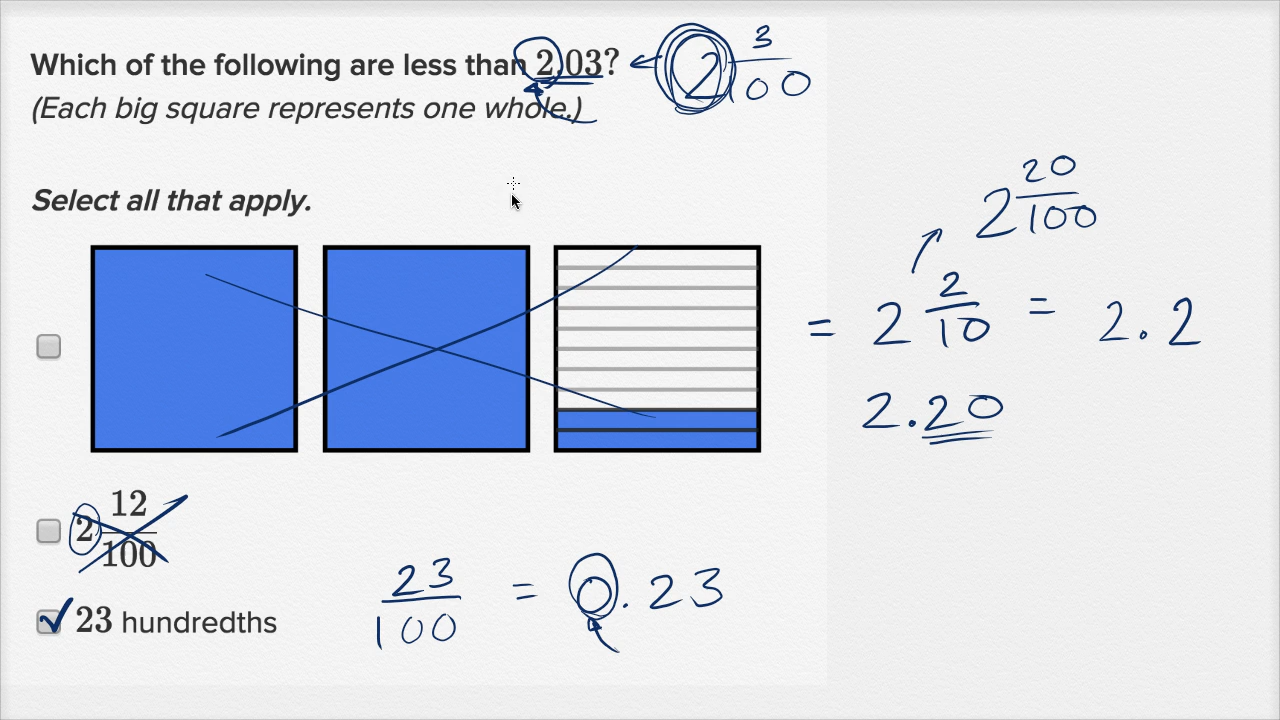 Which of the following are less than 2.03? ← 2 3/100
(Each big square represents one whole.)
Select all that apply.
2 20/100
= 2 2/10 = 2.2
2.20
2 12/100
23 hundredths
23/100 = 0.23